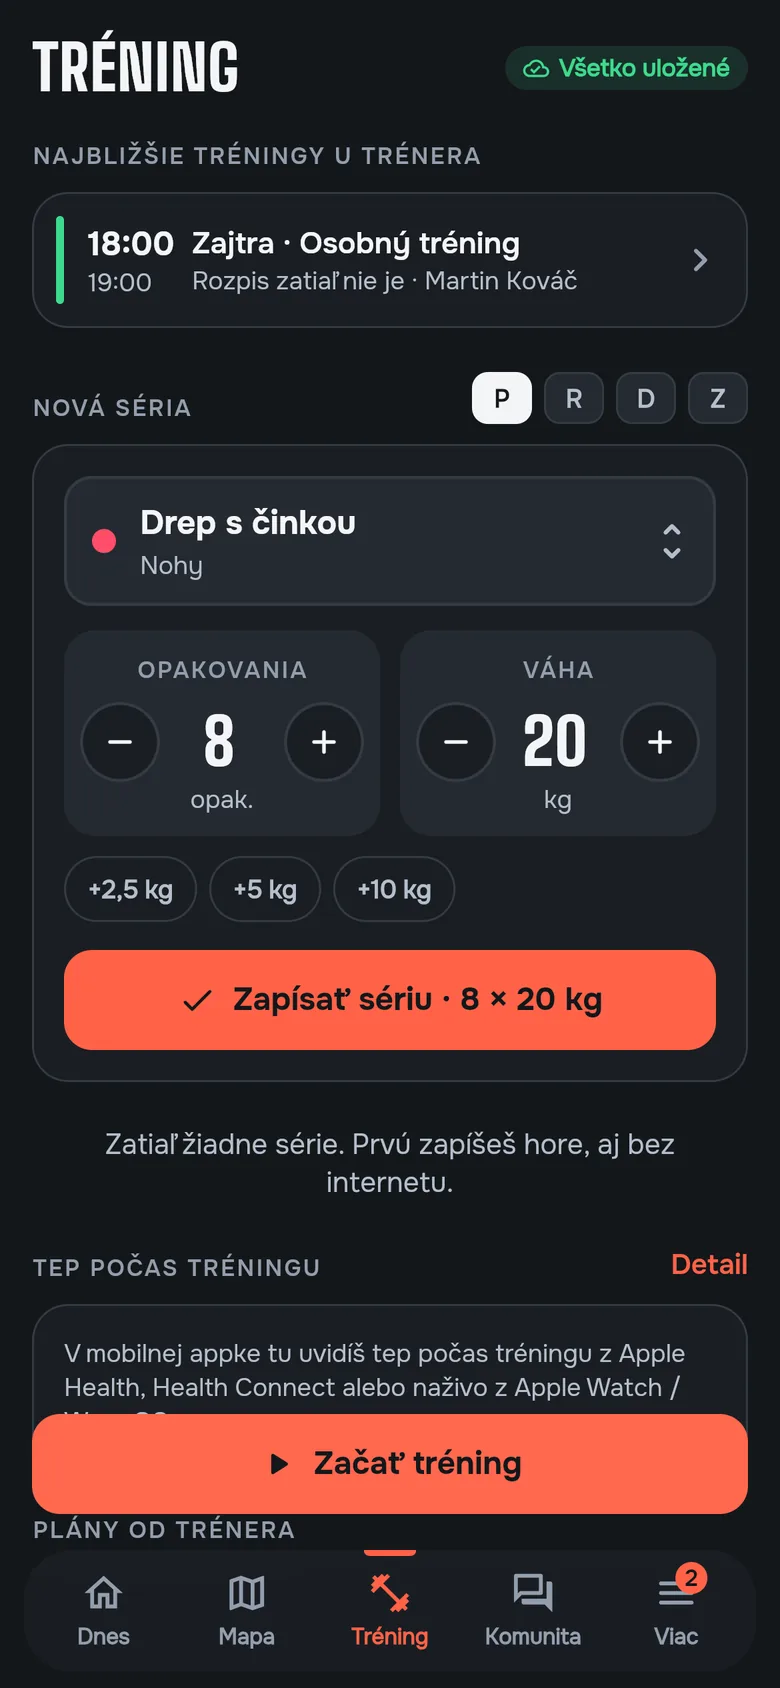 TRÉNING
Všetko uložené
NAJBLIŽŠIE TRÉNINGY U TRÉNERA
18:00 Zajtra · Osobný tréning
19:00 Rozpis zatiaľ nie je · Martin Kováč
NOVÁ SÉRIA
P R D Z
Drep s činkou
Nohy
OPAKOVANIA VÁHA
− 8 + − 20 +
opak. kg
+2,5 kg +5 kg +10 kg
Zapísať sériu · 8 × 20 kg
Zatiaľ žiadne série. Prvú zapíšeš hore, aj bez
internetu.
TEP POČAS TRÉNINGU Detail
V mobilnej appke tu uvidíš tep počas tréningu z Apple
Health, Health Connect alebo naživo z Apple Watch /
Začať tréning
PLÁNY OD TRÉNERA
2
Dnes Mapa Tréning Komunita Viac